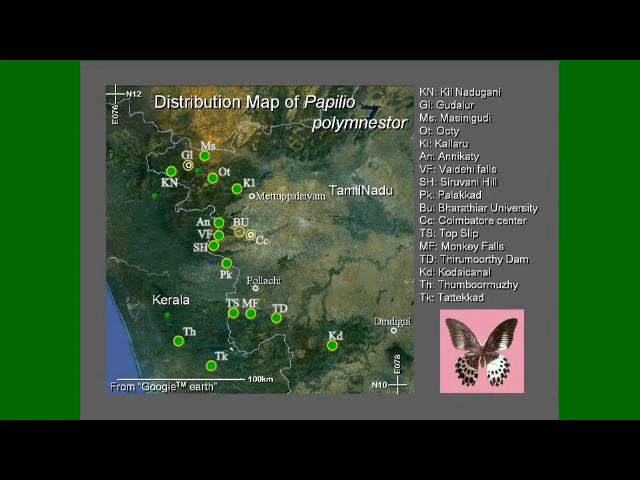 N12
E076
Distribution Map of Papilio
polymnestor
Ms
Gl
Ot
KN
Kl
Mettuppalaiyam
TamilNadu
An
BU
VF
Cc
SH
Pk
Pollachi
Kerala
TS MF
TD
Dindigul
Th
Kd
Tk
E078
100km
N10
From "Google™ earth"
KN: Kil Nadugani
Gl: Gudalur
Ms: Masinigudi
Ot: Ooty
Kl: Kallaru
An: Annikaty
VF: Vaidehi falls
SH: Siruvani Hill
Pk: Palakkad
Bu: Bharathiar University
Cc: Coimbatore center
TS: Top Slip
MF: Monkey Falls
TD: Thirumoorthy Dam
Kd: Kodaicanal
Th: Thumboormuzhy
Tk: Tattekkad